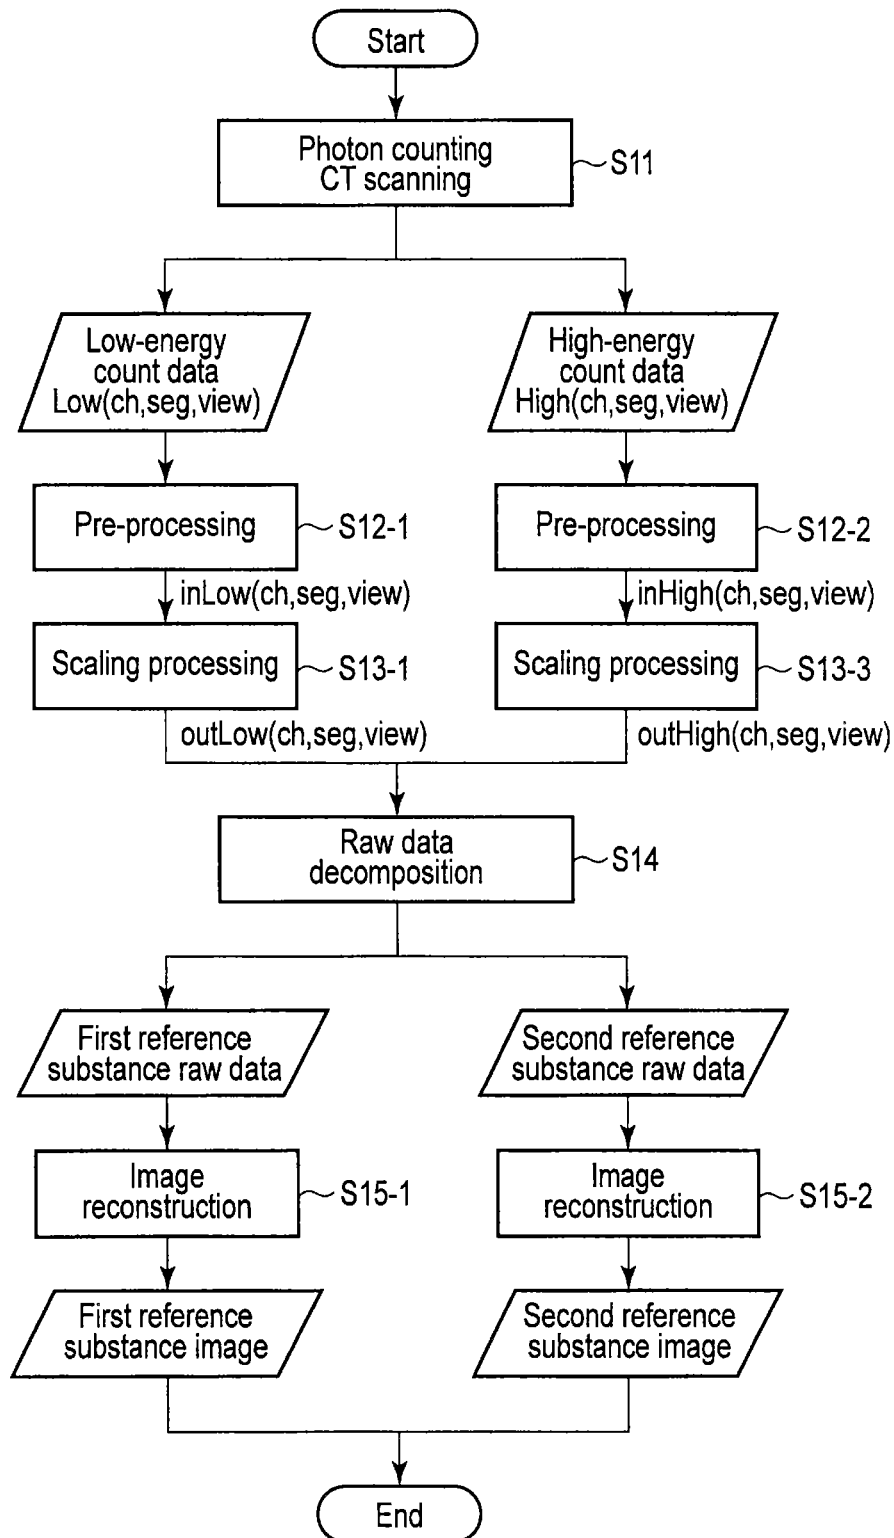 Start
Photon counting
CT scanning
S11
Low-energy
count data
Low(ch,seg,view)
High-energy
count data
High(ch,seg,view)
Pre-processing
S12-1
Pre-processing
S12-2
inLow(ch,seg,view)
inHigh(ch,seg,view)
Scaling processing
S13-1
Scaling processing
S13-3
outLow(ch,seg,view)
outHigh(ch,seg,view)
Raw data
decomposition
S14
First reference
substance raw data
Second reference
substance raw data
Image
reconstruction
S15-1
Image
reconstruction
S15-2
First reference
substance image
Second reference
substance image
End